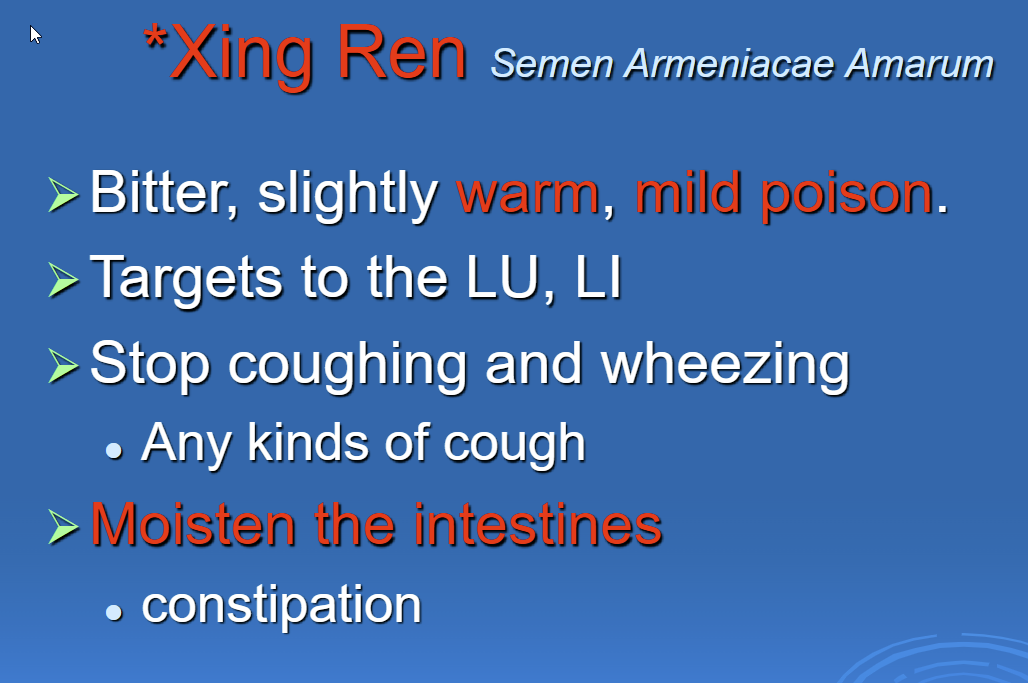 *Xing Ren Semen Armeniacae Amarum
Bitter, slightly warm, mild poison.
Targets to the LU, LI
Stop coughing and wheezing
Any kinds of cough
Moisten the intestines
constipation